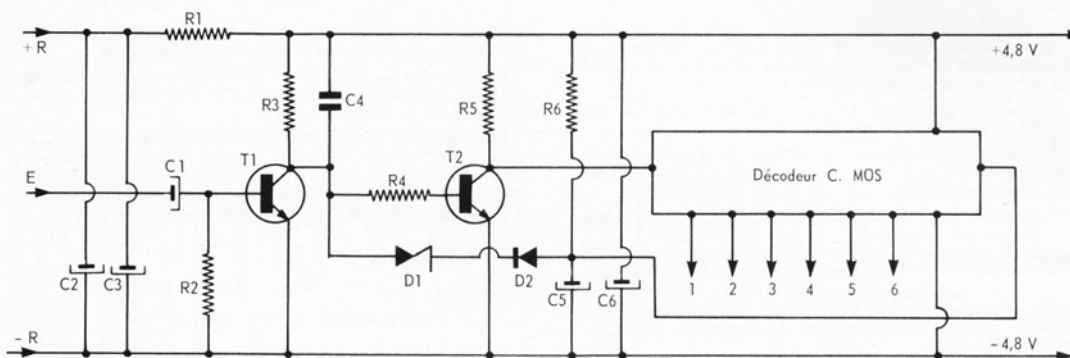 R1
+ R
+4,8 V
R3
C4
R5
R6
T1
T2
C1
E
R4
Décodeur C. MOS
C2
C3
R2
D1
D2
C5
C6
1 2 3 4 5 6
- R
- 4,8 V